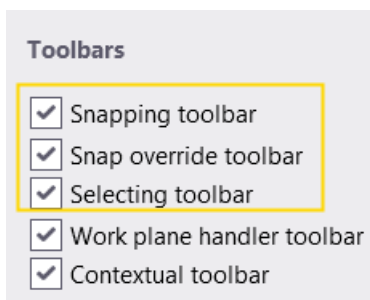 Toolbars
Snapping toolbar
Snap override toolbar
Selecting toolbar
Work plane handler toolbar
Contextual toolbar